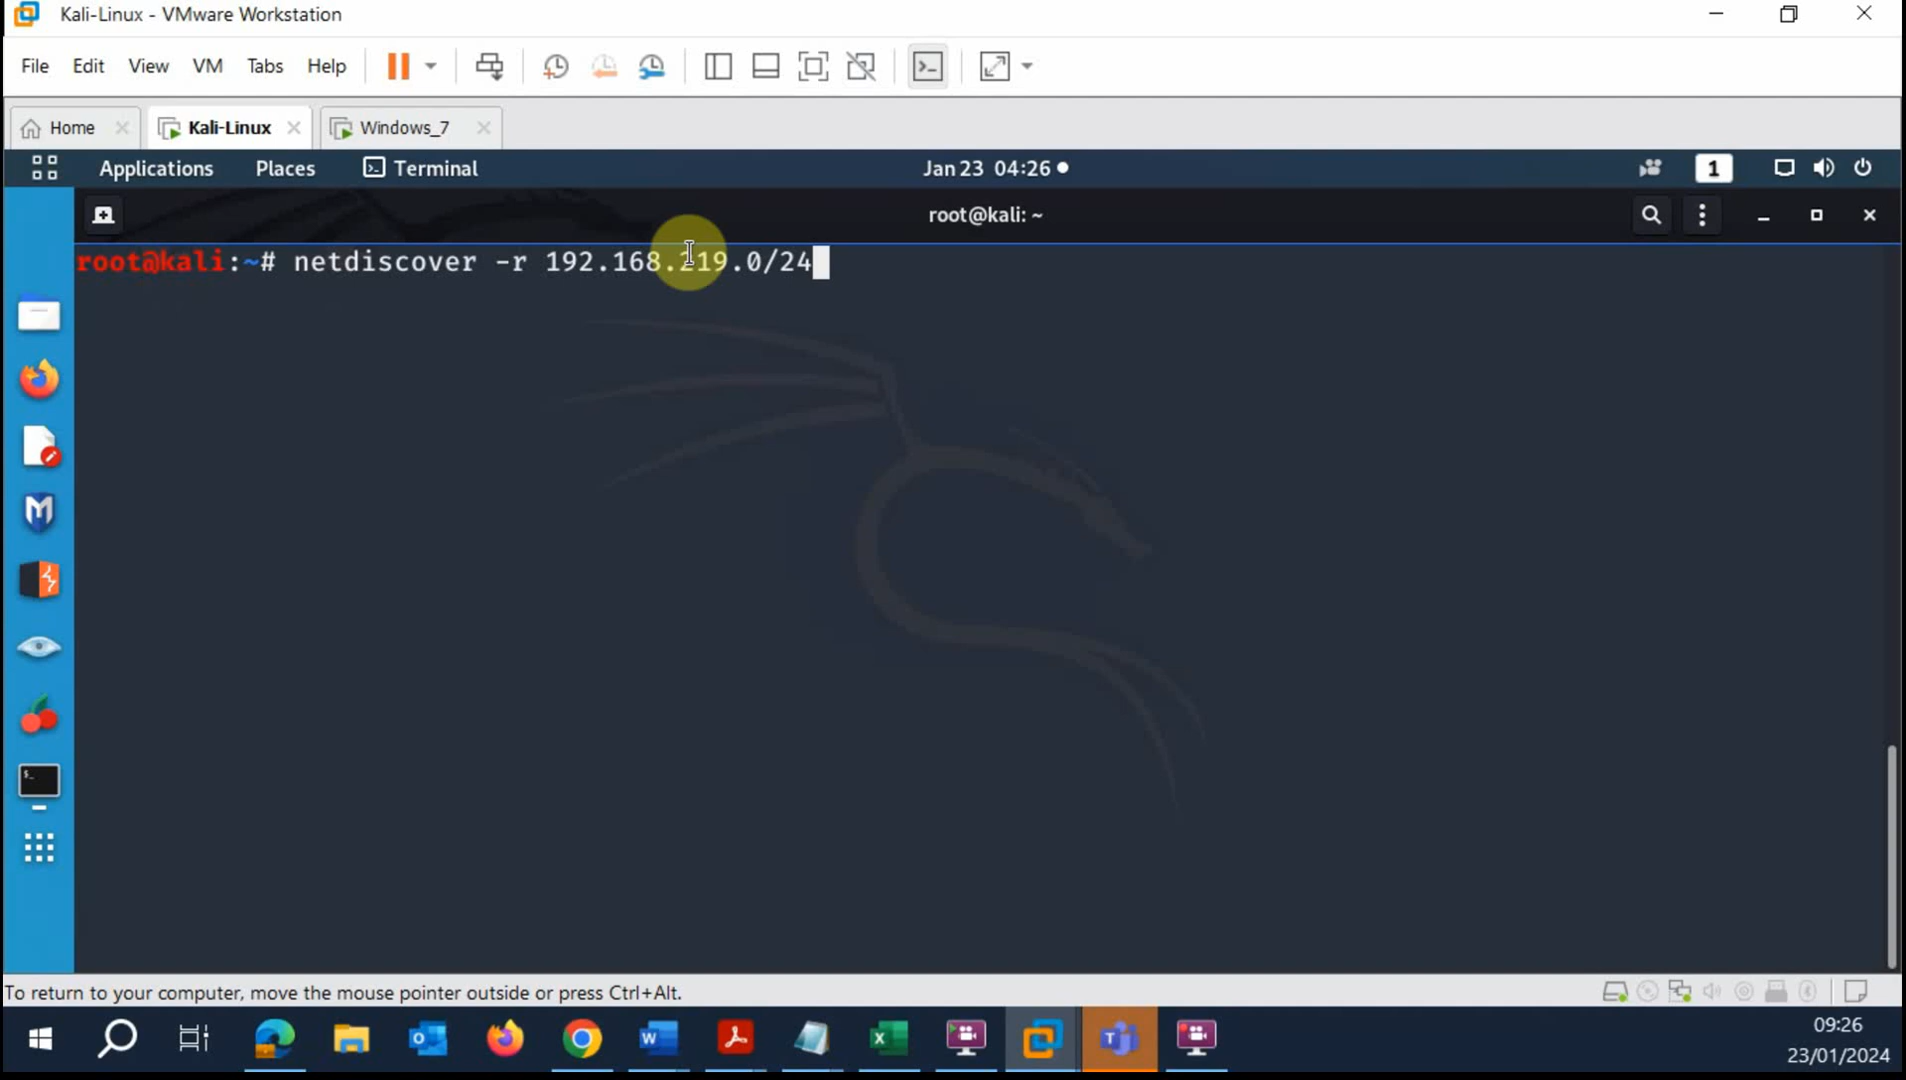 Kali-Linux - VMware Workstation
File Edit View VM Tabs Help
Home Kali-Linux Windows_7
Applications Places Terminal Jan 23 04:26 1
root@kali: ~
root@kali:~# netdiscover -r 192.168.219.0/24
To return to your computer, move the mouse pointer outside or press Ctrl+Alt.
09:26
23/01/2024